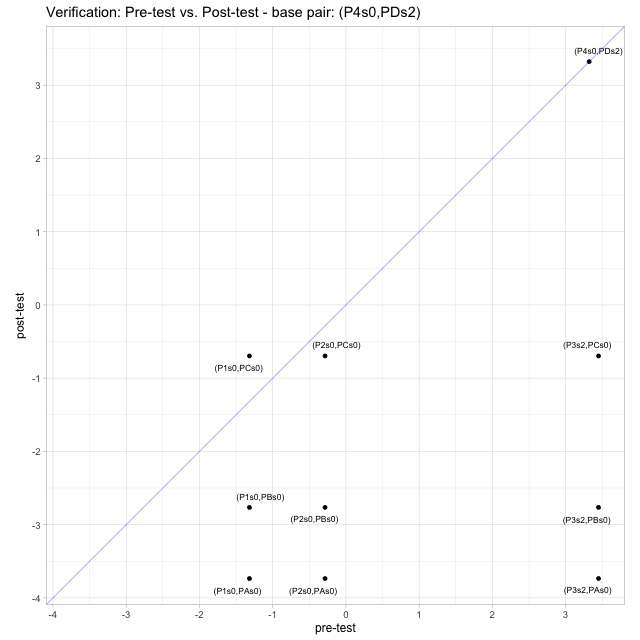 Verification: Pre-test vs. Post-test - base pair: (P4s0,PDs2)
(P4s0,PDs2)
3
2
1
0
(P2s0,PCs0)
(P3s2,PCs0)
(P1s0,PCs0)
-1
-2
(P1s0,PBs0)
(P2s0,PBs0)
(P3s2,PBs0)
-3
(P1s0,PAs0)
(P2s0,PAs0)
(P3s2,PAs0)
-4
post-test
-4 -3 -2 -1 0 1 2 3
pre-test